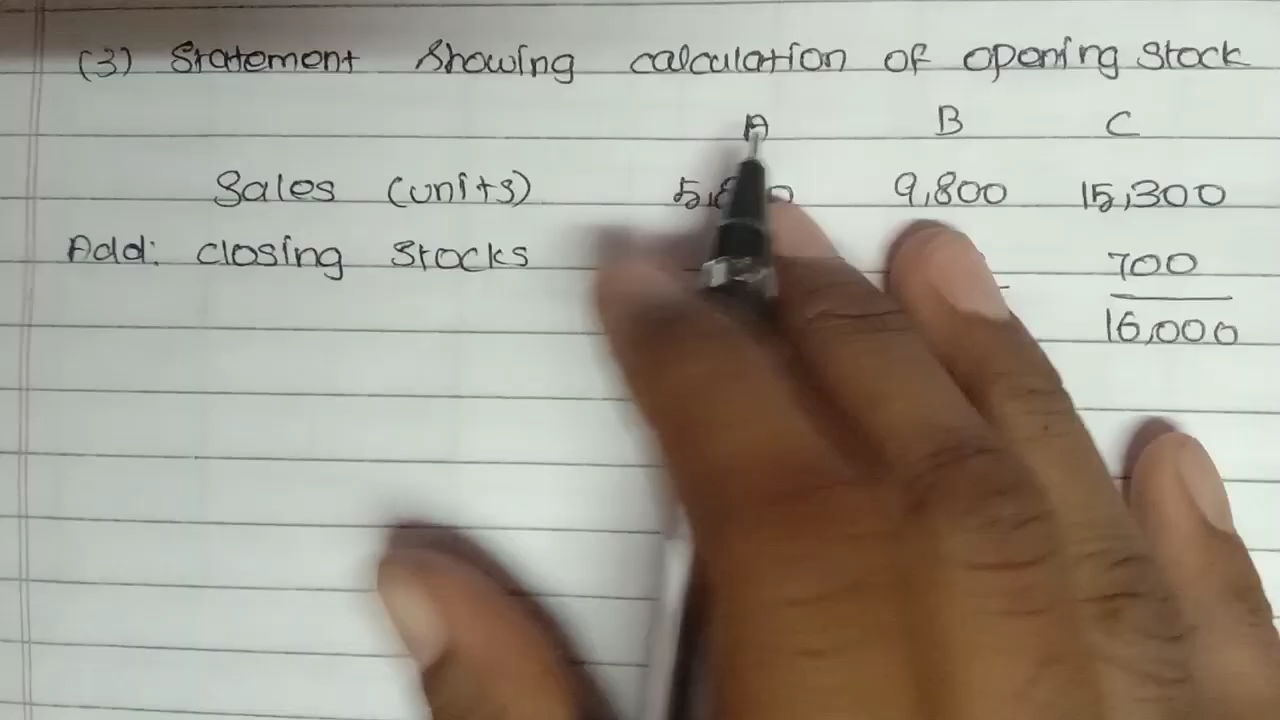 (3) Statement showing calculation of opening stock
A B C
Sales (units) 9,800 15,300
Add: closing stocks 700
16,000